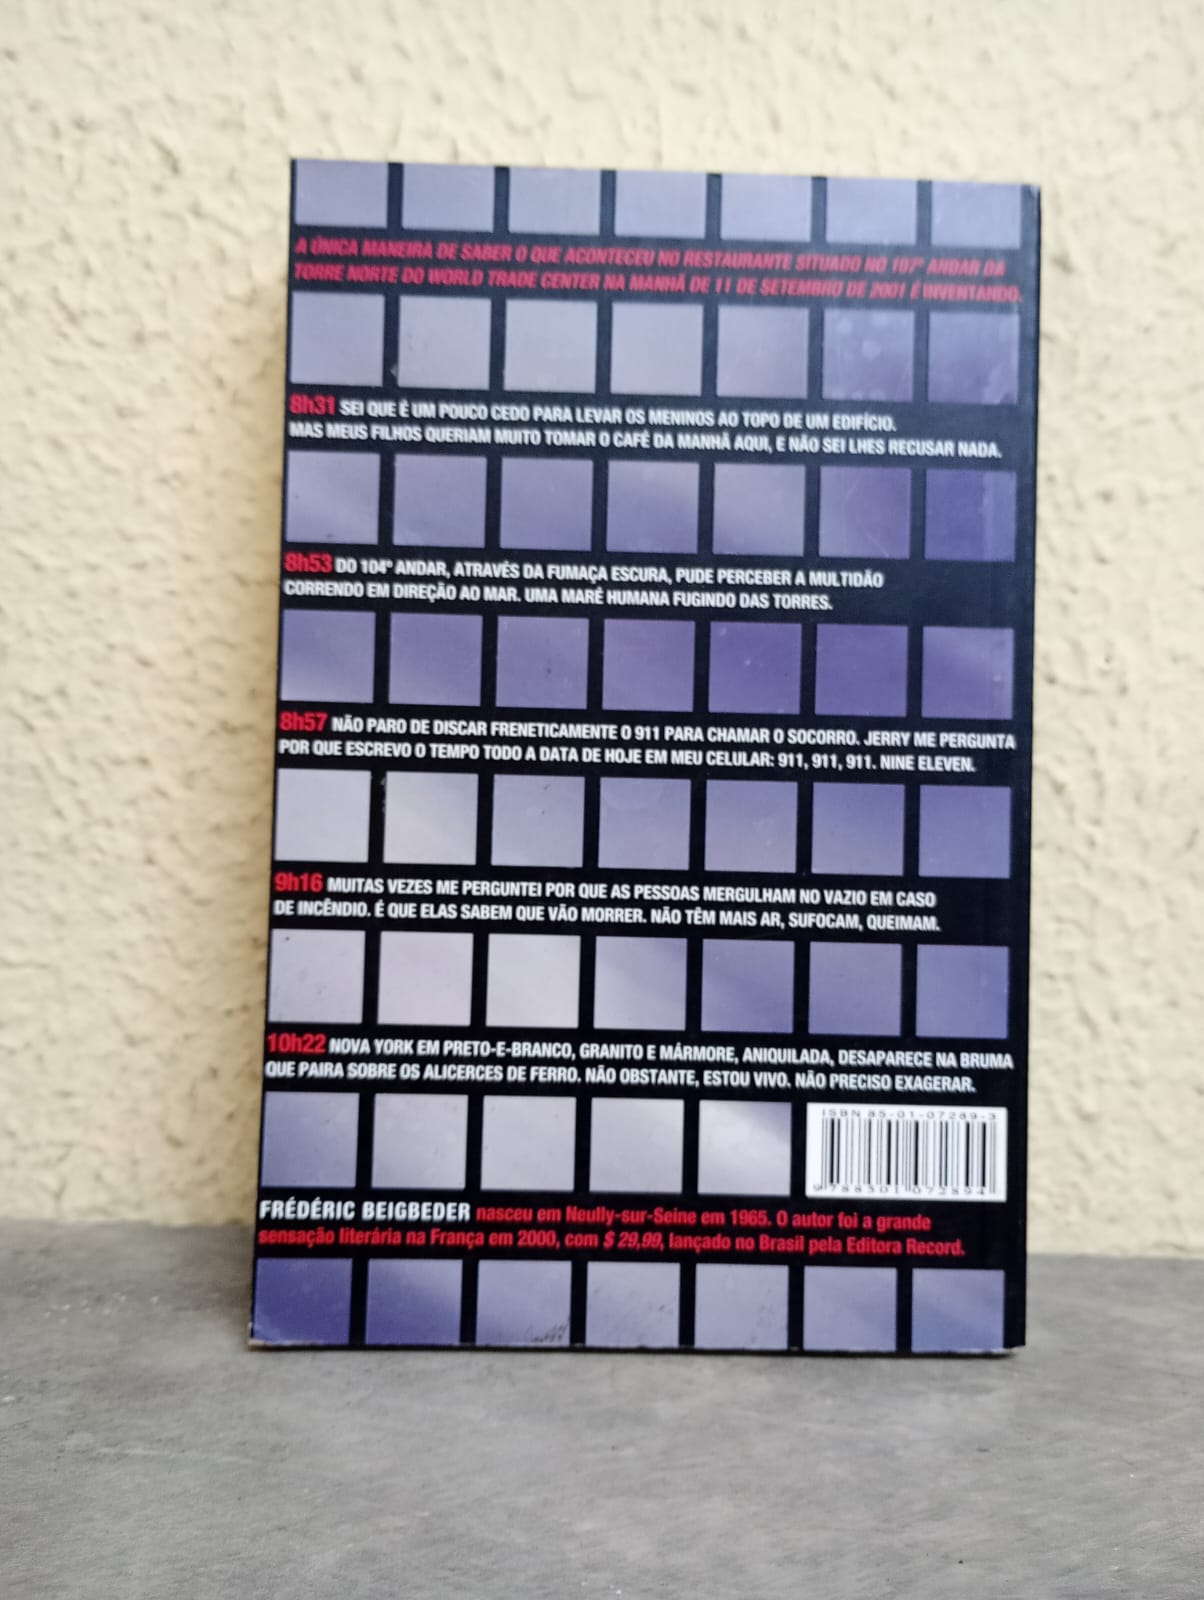 A ÚNICA MANEIRA DE SABER O QUE ACONTECEU NO RESTAURANTE SITUADO NO 107º ANDAR DA
TORRE NORTE DO WORLD TRADE CENTER NA MANHÃ DE 11 DE SETEMBRO DE 2001 É INVENTANDO.
8h31 SEI QUE É UM POUCO CEDO PARA LEVAR OS MENINOS AO TOPO DE UM EDIFÍCIO.
MAS MEUS FILHOS QUERIAM MUITO TOMAR O CAFÉ DA MANHÃ AQUI, E NÃO SEI LHES RECUSAR NADA.
8h53 DO 104º ANDAR, ATRAVÉS DA FUMAÇA ESCURA, PUDE PERCEBER A MULTIDÃO
CORRENDO EM DIREÇÃO AO MAR. UMA MARÉ HUMANA FUGINDO DAS TORRES.
8h57 NÃO PARO DE DISCAR FRENETICAMENTE O 911 PARA CHAMAR O SOCORRO. JERRY ME PERGUNTA
POR QUE ESCREVO O TEMPO TODO A DATA DE HOJE EM MEU CELULAR: 911, 911, 911. NINE ELEVEN.
9h16 MUITAS VEZES ME PERGUNTEI POR QUE AS PESSOAS MERGULHAM NO VAZIO EM CASO
DE INCÊNDIO. É QUE ELAS SABEM QUE VÃO MORRER. NÃO TÊM MAIS AR, SUFOCAM, QUEIMAM.
10h22 NOVA YORK EM PRETO-E-BRANCO, GRANITO E MÁRMORE, ANIQUILADA, DESAPARECE NA BRUMA
QUE PAIRA SOBRE OS ALICERCES DE FERRO. NÃO OBSTANTE, ESTOU VIVO. NÃO PRECISO EXAGERAR.
ISBN 85-01-07289-3
9 788501 072894
FRÉDÉRIC BEIGBEDER nasceu em Neully-sur-Seine em 1965. O autor foi a grande
sensação literária na França em 2000, com $ 29,99, lançado no Brasil pela Editora Record.